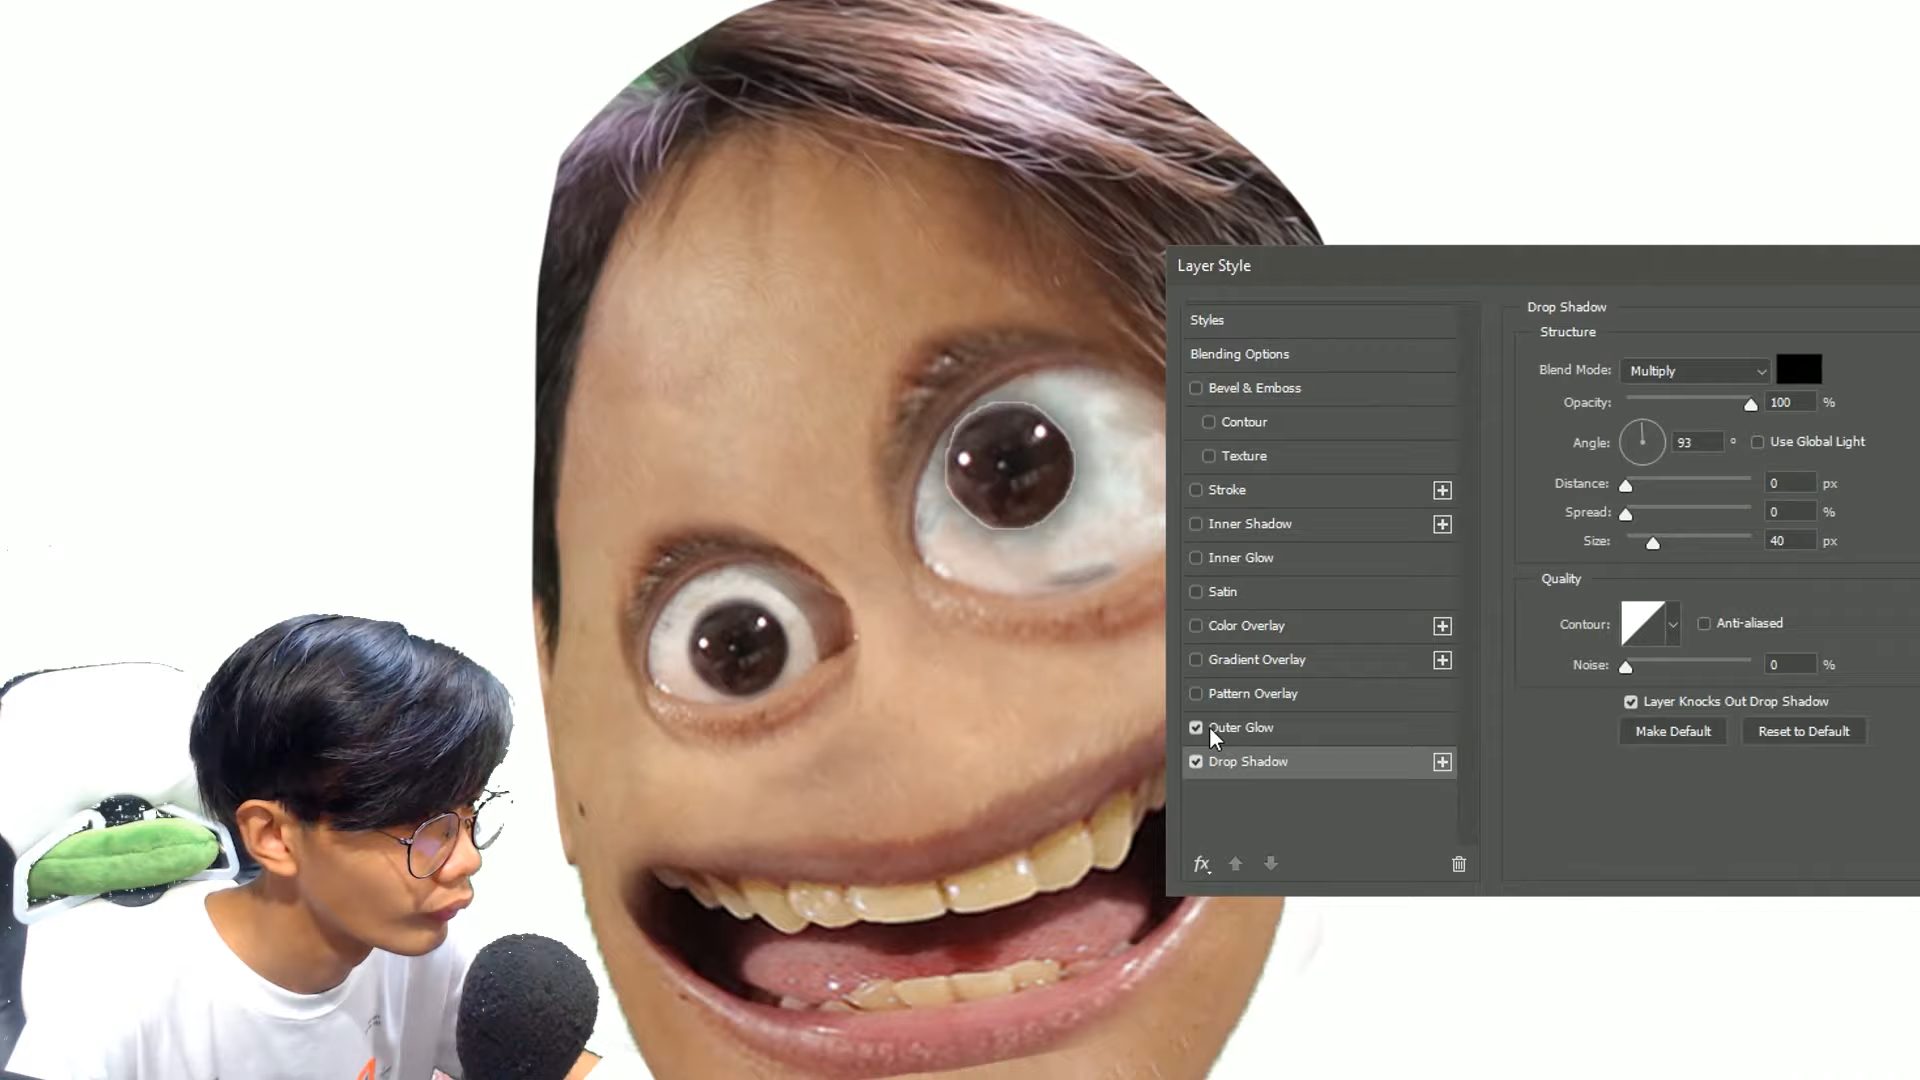 Layer Style
Styles
Blending Options
Bevel & Emboss
Contour
Texture
Stroke
Inner Shadow
Inner Glow
Satin
Color Overlay
Gradient Overlay
Pattern Overlay
Outer Glow
Drop Shadow
fx
Drop Shadow
Structure
Blend Mode: Multiply
Opacity: 100 %
Angle: 93 ° Use Global Light
Distance: 0 px
Spread: 0 %
Size: 40 px
Quality
Contour: Anti-aliased
Noise: 0 %
Layer Knocks Out Drop Shadow
Make Default Reset to Default